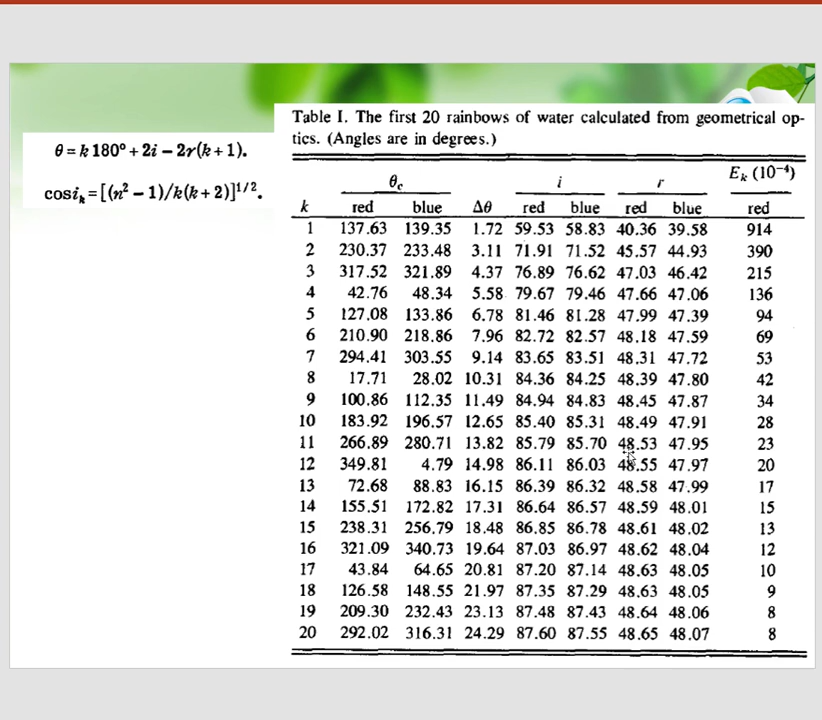 θ = k 180° + 2i − 2r(k + 1).
cosiₖ = [(n² − 1)/k(k + 2)]¹/².
Table I. The first 20 rainbows of water calculated from geometrical op-
tics. (Angles are in degrees.)
θc i r Eₖ (10⁻⁴)
k red blue Δθ red blue red blue red
1 137.63 139.35 1.72 59.53 58.83 40.36 39.58 914
2 230.37 233.48 3.11 71.91 71.52 45.57 44.93 390
3 317.52 321.89 4.37 76.89 76.62 47.03 46.42 215
4 42.76 48.34 5.58 79.67 79.46 47.66 47.06 136
5 127.08 133.86 6.78 81.46 81.28 47.99 47.39 94
6 210.90 218.86 7.96 82.72 82.57 48.18 47.59 69
7 294.41 303.55 9.14 83.65 83.51 48.31 47.72 53
8 17.71 28.02 10.31 84.36 84.25 48.39 47.80 42
9 100.86 112.35 11.49 84.94 84.83 48.45 47.87 34
10 183.92 196.57 12.65 85.40 85.31 48.49 47.91 28
11 266.89 280.71 13.82 85.79 85.70 48.53 47.95 23
12 349.81 4.79 14.98 86.11 86.03 48.55 47.97 20
13 72.68 88.83 16.15 86.39 86.32 48.58 47.99 17
14 155.51 172.82 17.31 86.64 86.57 48.59 48.01 15
15 238.31 256.79 18.48 86.85 86.78 48.61 48.02 13
16 321.09 340.73 19.64 87.03 86.97 48.62 48.04 12
17 43.84 64.65 20.81 87.20 87.14 48.63 48.05 10
18 126.58 148.55 21.97 87.35 87.29 48.63 48.05 9
19 209.30 232.43 23.13 87.48 87.43 48.64 48.06 8
20 292.02 316.31 24.29 87.60 87.55 48.65 48.07 8